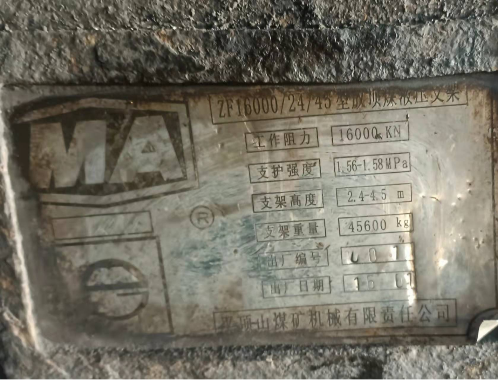 ZF16000/24/45型放顶煤液压支架
MA
工作阻力 16000 KN
支护强度 1.56-1.58MPa
®
支架高度 2.4-4.5 m
支架重量 45600 kg
出厂编号
出厂日期
平顶山煤矿机械有限责任公司